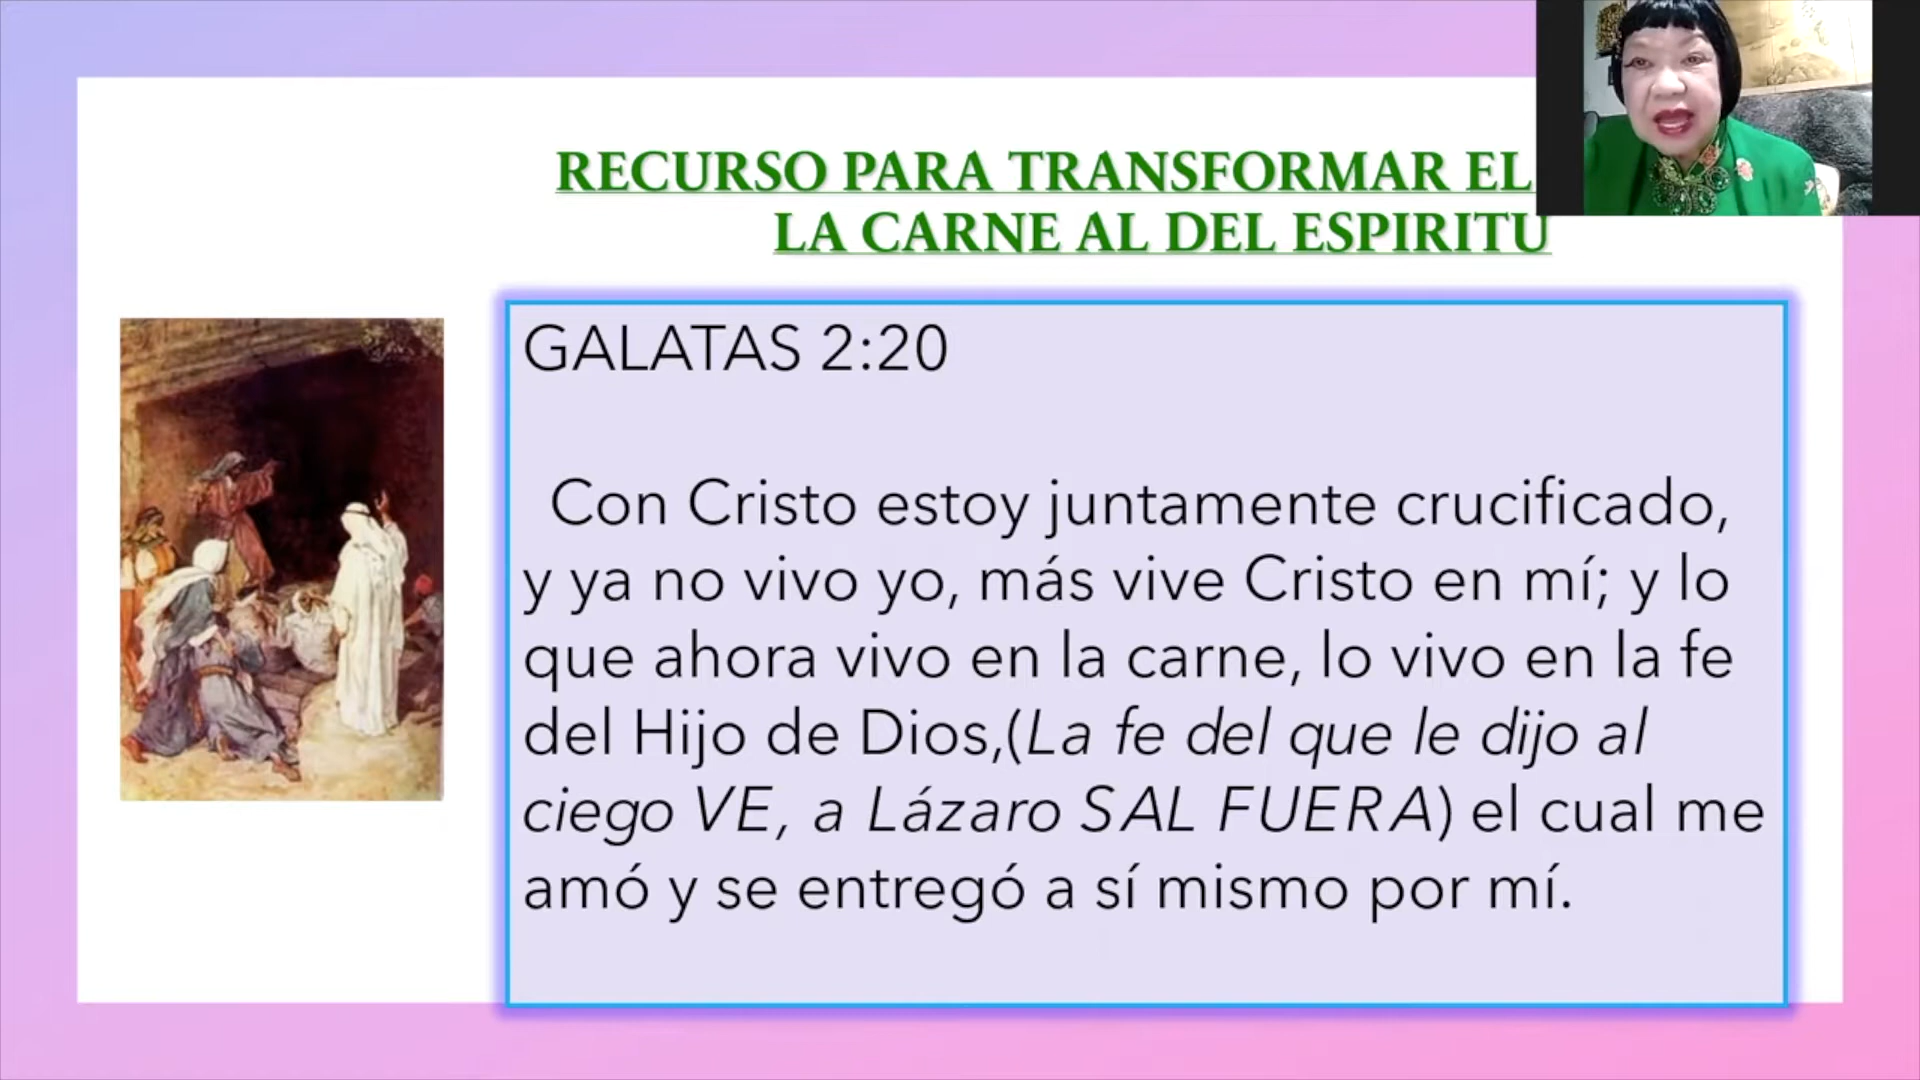 RECURSO PARA TRANSFORMAR EL
LA CARNE AL DEL ESPIRITU
GALATAS 2:20
Con Cristo estoy juntamente crucificado,
y ya no vivo yo, más vive Cristo en mí; y lo
que ahora vivo en la carne, lo vivo en la fe
del Hijo de Dios,(La fe del que le dijo al
ciego VE, a Lázaro SAL FUERA) el cual me
amó y se entregó a sí mismo por mí.